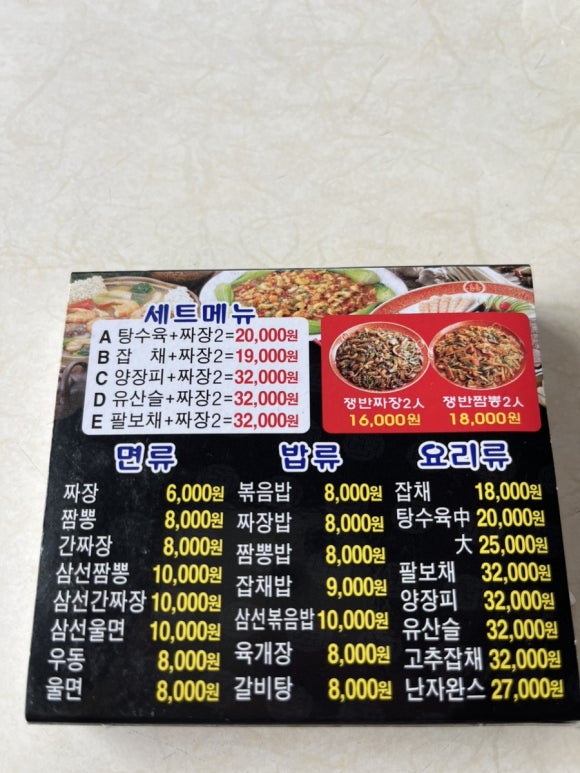 세트메뉴
A 탕수육+짜장2=20,000원
B 잡 채+짜장2=19,000원
C 양장피+짜장2=32,000원
D 유산슬+짜장2=32,000원
E 팔보채+짜장2=32,000원
쟁반짜장2人 16,000원
쟁반짬뽕2人 18,000원
면류
짜장 6,000원
짬뽕 8,000원
간짜장 8,000원
삼선짬뽕 10,000원
삼선간짜장 10,000원
삼선울면 10,000원
우동 8,000원
울면 8,000원
밥류
볶음밥 8,000원
짜장밥 8,000원
짬뽕밥 8,000원
잡채밥 9,000원
삼선볶음밥 10,000원
육개장 8,000원
갈비탕 8,000원
요리류
잡채 18,000원
탕수육中 20,000원
大 25,000원
팔보채 32,000원
양장피 32,000원
유산슬 32,000원
고추잡채 32,000원
난자완스 27,000원